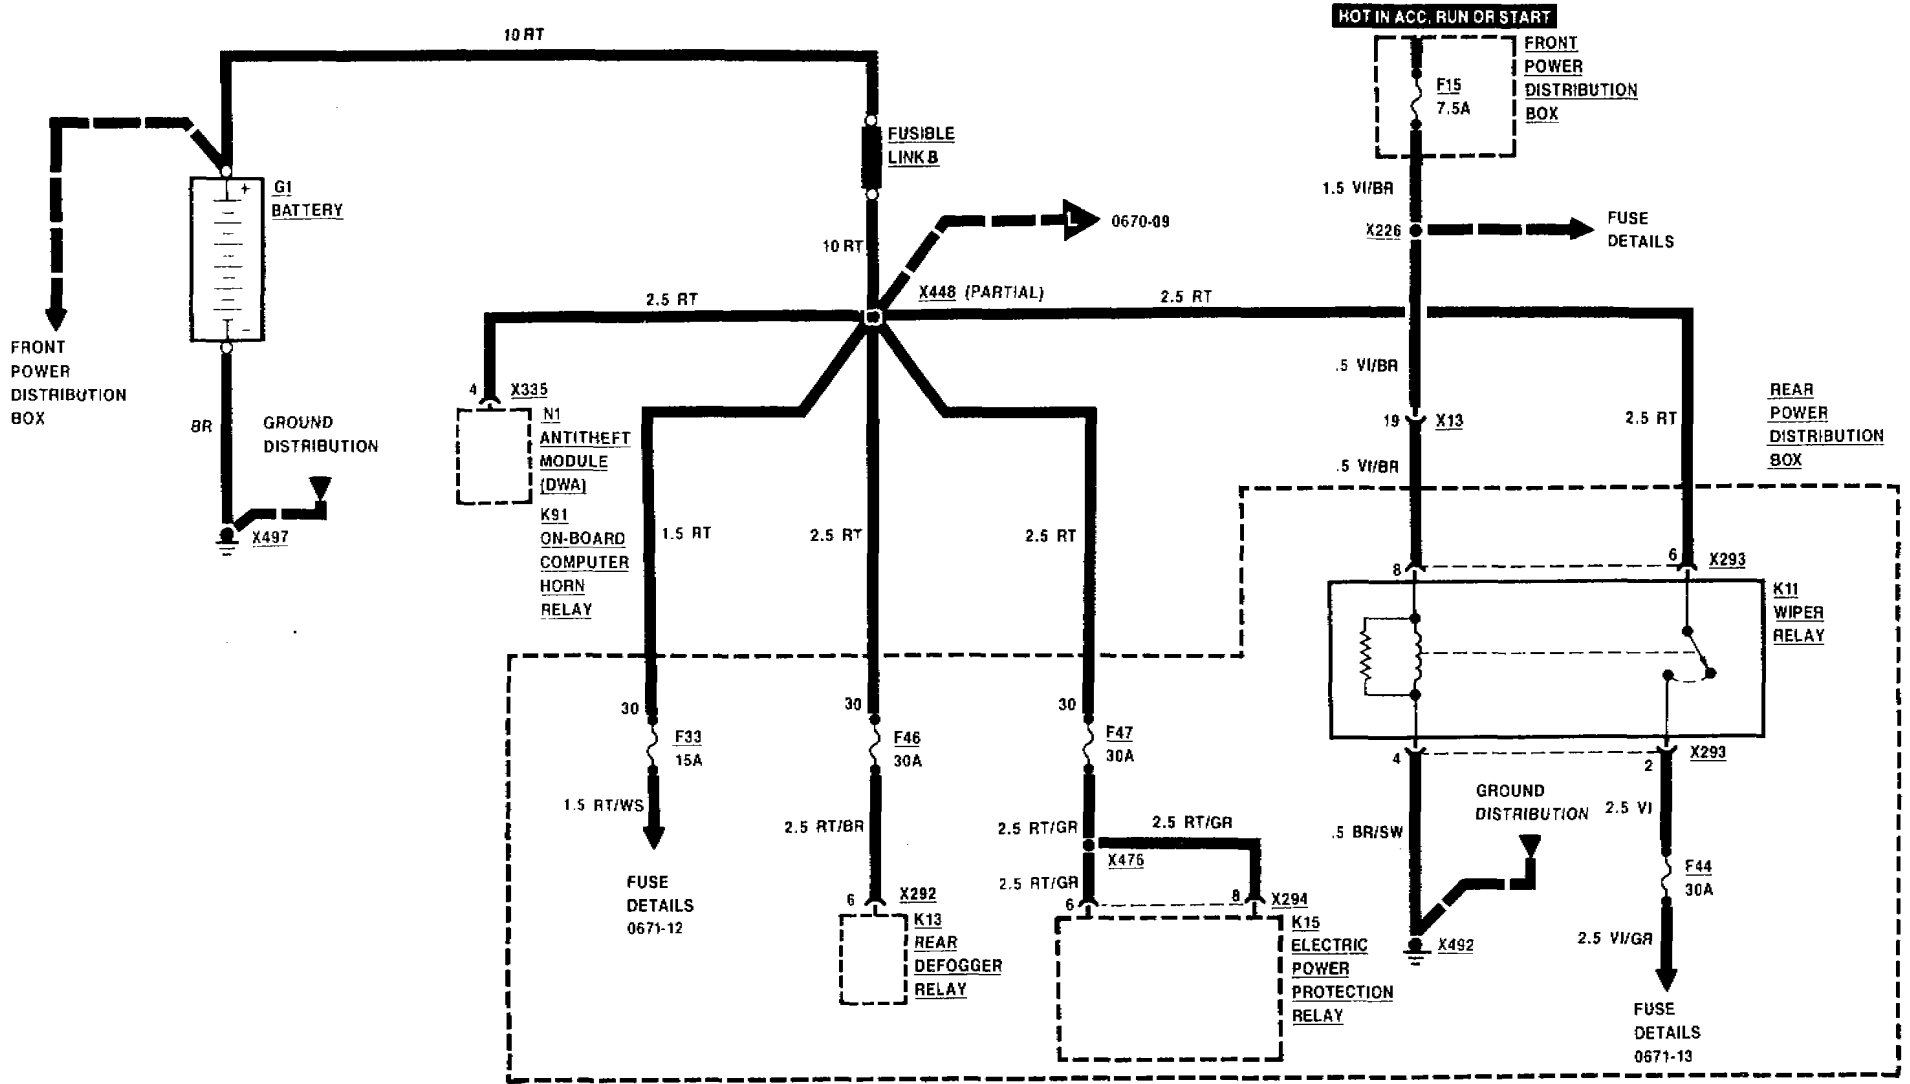 HOT IN ACC, RUN OR START
10 RT
FRONT
POWER
DISTRIBUTION
BOX
F15
7.5A
FUSIBLE
LINK B
G1
BATTERY
+
-
1.5 VI/BR
X226
FUSE
DETAILS
L
0670-09
10 RT
X448 (PARTIAL)
2.5 RT
2.5 RT
FRONT
POWER
DISTRIBUTION
BOX
BR
GROUND
DISTRIBUTION
X497
4
X335
N1
ANTITHEFT
MODULE
(DWA)
K91
ON-BOARD
COMPUTER
HORN
RELAY
.5 VI/BR
19
X13
.5 VI/BR
2.5 RT
REAR
POWER
DISTRIBUTION
BOX
1.5 RT
2.5 RT
2.5 RT
8
6
X293
K11
WIPER
RELAY
30
F33
15A
30
F46
30A
30
F47
30A
4
2
X293
1.5 RT/WS
FUSE
DETAILS
0671-12
2.5 RT/BR
6
X292
K13
REAR
DEFOGGER
RELAY
2.5 RT/GR
2.5 RT/GR
X476
2.5 RT/GR
6
8
X294
K15
ELECTRIC
POWER
PROTECTION
RELAY
.5 BR/SW
GROUND
DISTRIBUTION
X492
2.5 VI
F44
30A
2.5 VI/GR
FUSE
DETAILS
0671-13